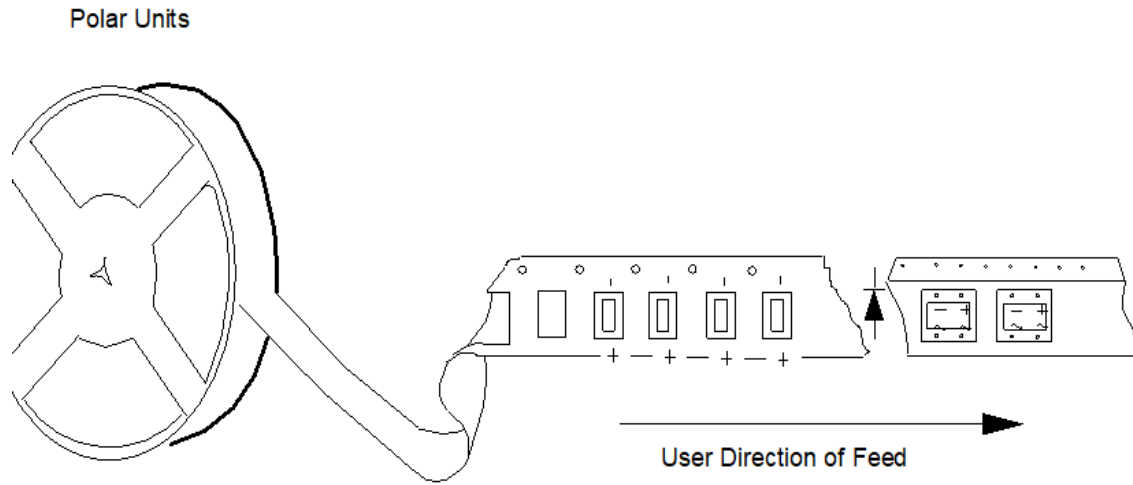 Polar Units
- - - -
+ + + +
- + - +
~ ~ ~ ~
User Direction of Feed